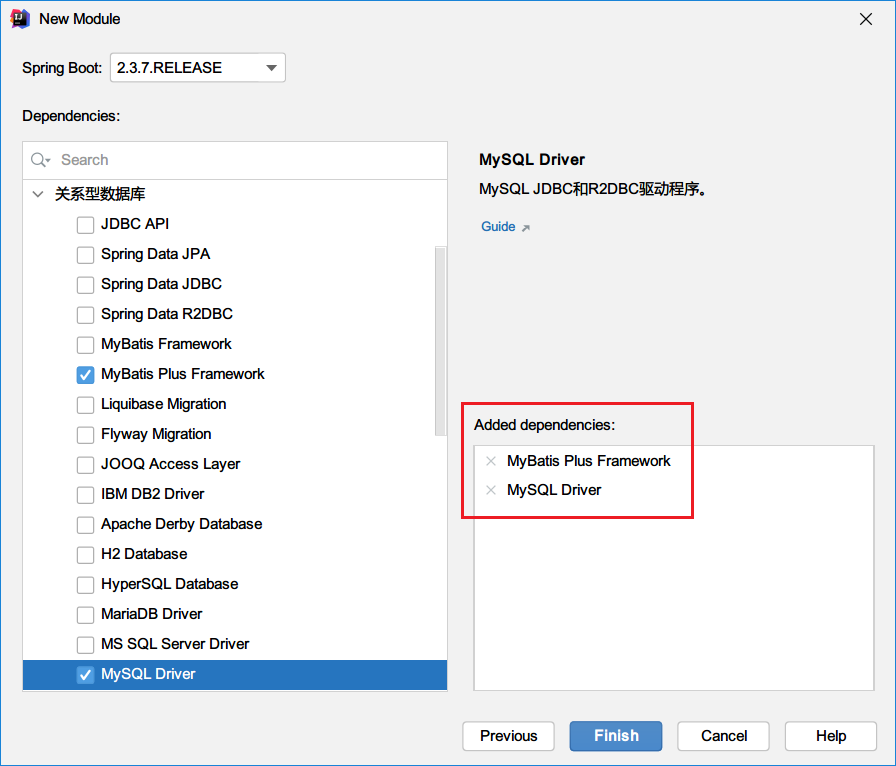 New Module
Spring Boot: 2.3.7.RELEASE
Dependencies:
Search
关系型数据库
JDBC API
Spring Data JPA
Spring Data JDBC
Spring Data R2DBC
MyBatis Framework
MyBatis Plus Framework
Liquibase Migration
Flyway Migration
JOOQ Access Layer
IBM DB2 Driver
Apache Derby Database
H2 Database
HyperSQL Database
MariaDB Driver
MS SQL Server Driver
MySQL Driver
MySQL Driver
MySQL JDBC和R2DBC驱动程序。
Guide
Added dependencies:
MyBatis Plus Framework
MySQL Driver
Previous Finish Cancel Help